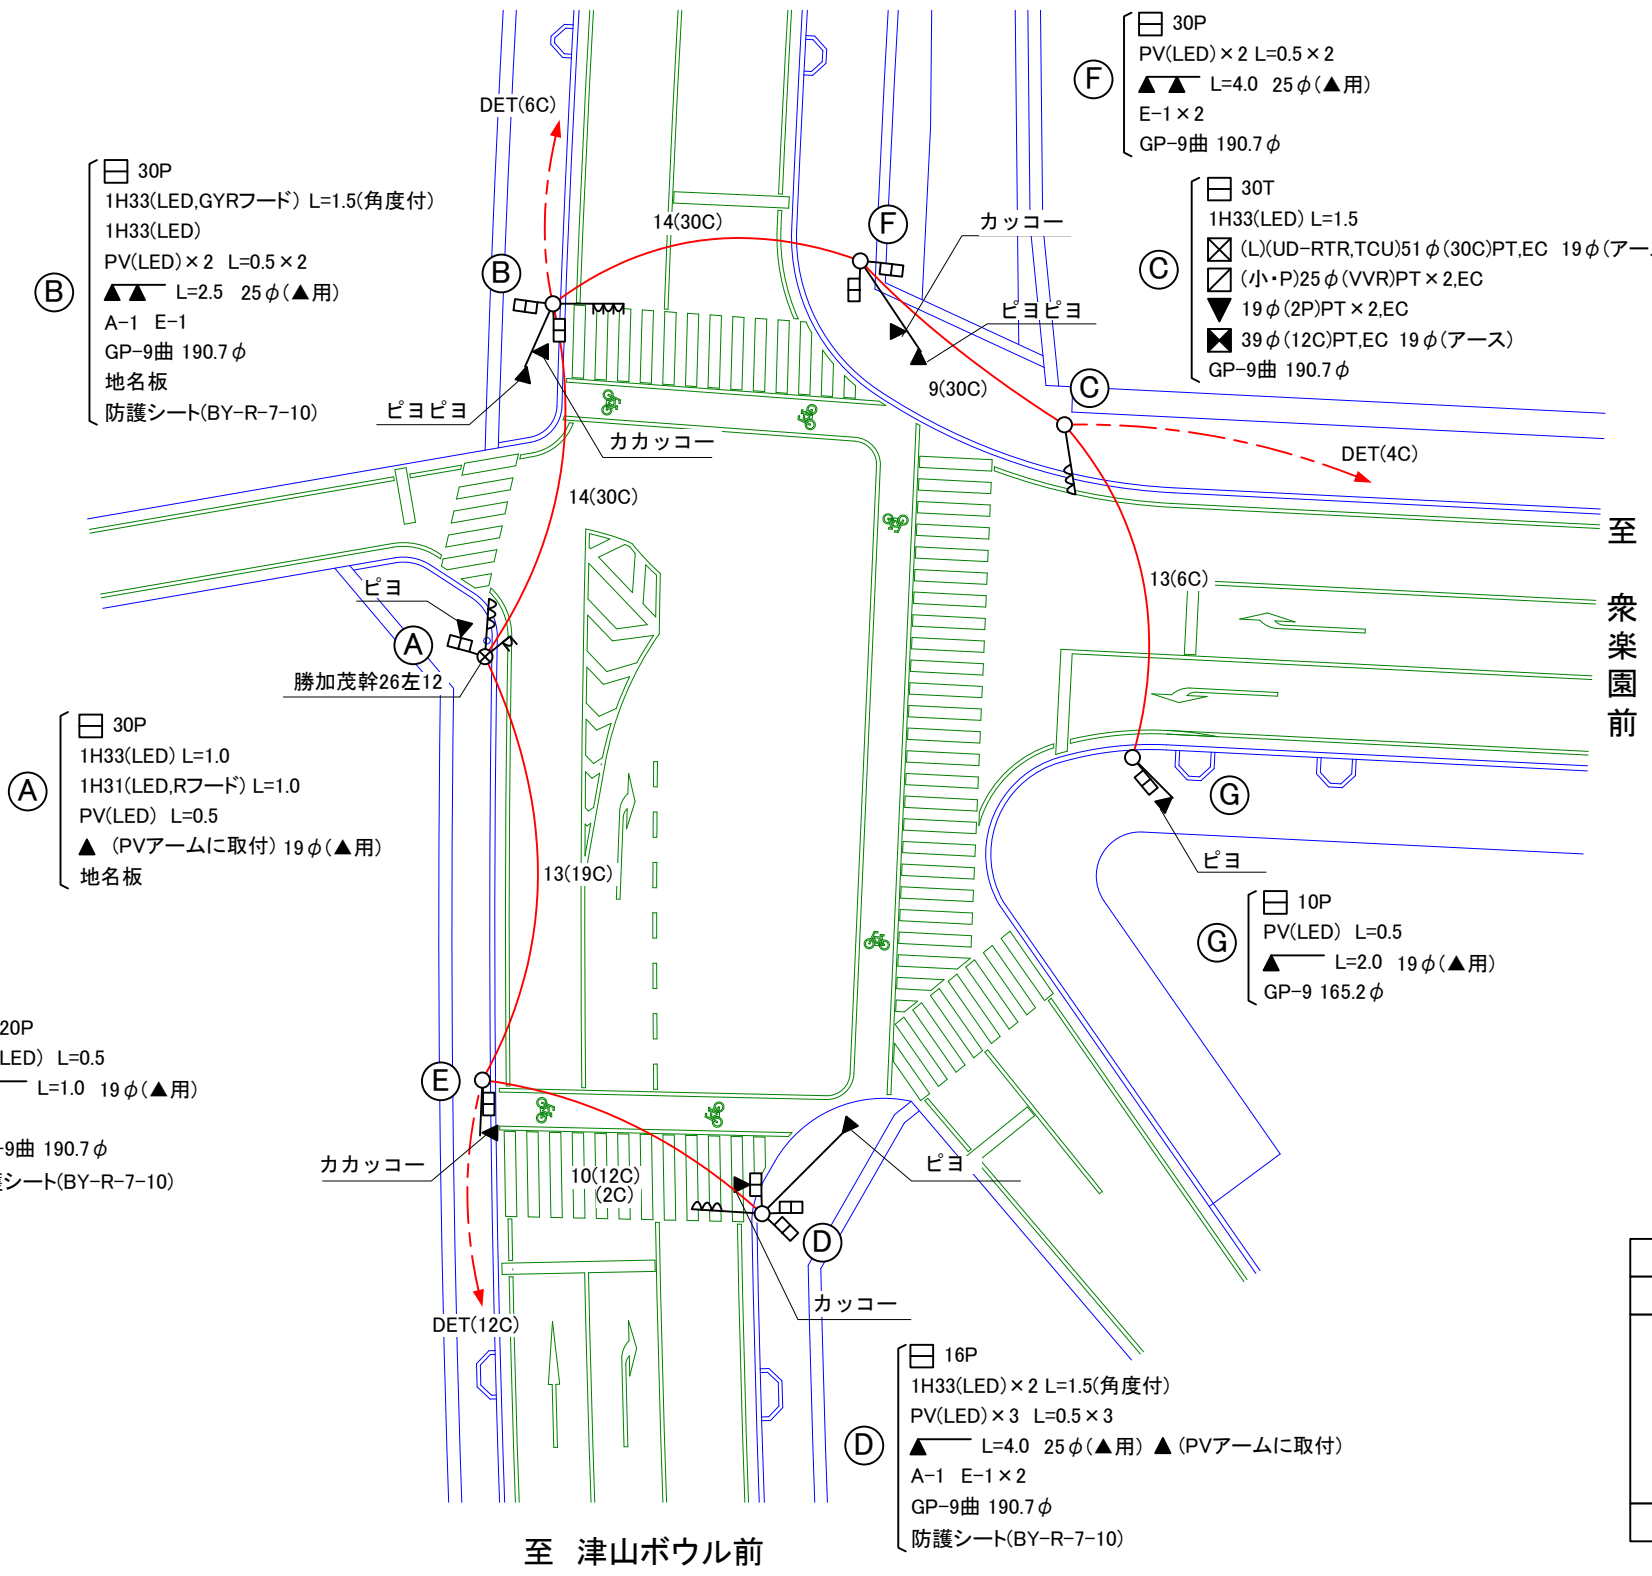 F
30P
PV(LED)×2 L=0.5×2
L=4.0 25φ(▲用)
E-1×2
GP-9曲 190.7φ
DET(6C)
B
30P
1H33(LED,GYRフード) L=1.5(角度付)
1H33(LED)
PV(LED)×2 L=0.5×2
L=2.5 25φ(▲用)
A-1 E-1
GP-9曲 190.7φ
地名板
防護シート(BY-R-7-10)
C
30T
1H33(LED) L=1.5
(L)(UD-RTR,TCU)51φ(30C)PT,EC 19φ(アー
(小・P)25φ(VVR)PT×2,EC
19φ(2P)PT×2,EC
39φ(12C)PT,EC 19φ(アース)
GP-9曲 190.7φ
14(30C)
F
カッコー
B
ピヨピヨ
9(30C)
C
ピヨピヨ
カカッコー
DET(4C)
14(30C)
至 衆楽園前
13(6C)
ピヨ
A
勝加茂幹26左12
A
30P
1H33(LED) L=1.0
1H31(LED,Rフード) L=1.0
PV(LED) L=0.5
▲ (PVアームに取付) 19φ(▲用)
地名板
G
13(19C)
ピヨ
G
10P
PV(LED) L=0.5
L=2.0 19φ(▲用)
GP-9 165.2φ
20P
LED) L=0.5
L=1.0 19φ(▲用)
-9曲 190.7φ
シート(BY-R-7-10)
E
カカッコー
10(12C)
(2C)
ピヨ
D
カッコー
DET(12C)
D
16P
1H33(LED)×2 L=1.5(角度付)
PV(LED)×3 L=0.5×3
L=4.0 25φ(▲用) ▲ (PVアームに取付)
A-1 E-1×2
GP-9曲 190.7φ
防護シート(BY-R-7-10)
至 津山ボウル前